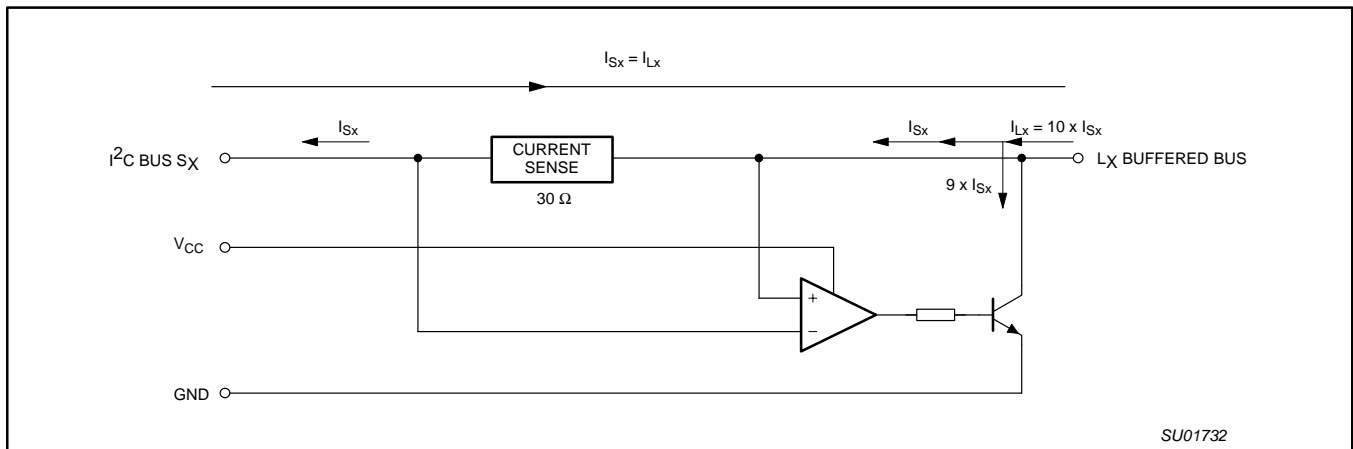 I_Sx = I_Lx
I_Sx
I_Sx
I_Lx = 10 x I_Sx
I²C BUS S_X
CURRENT
SENSE
L_X BUFFERED BUS
30 Ω
9 x I_Sx
V_CC
+
−
GND
SU01732